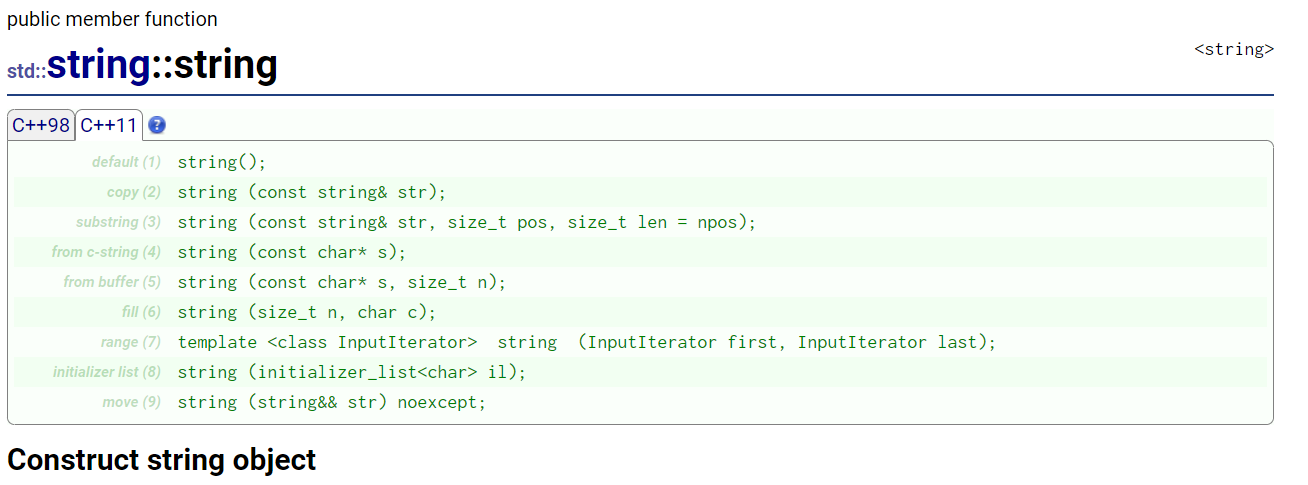 public member function
<string>
std::string::string
C++98 C++11 ?
default (1) string();
copy (2) string (const string& str);
substring (3) string (const string& str, size_t pos, size_t len = npos);
from c-string (4) string (const char* s);
from buffer (5) string (const char* s, size_t n);
fill (6) string (size_t n, char c);
range (7) template <class InputIterator>  string  (InputIterator first, InputIterator last);
initializer list (8) string (initializer_list<char> il);
move (9) string (string&& str) noexcept;
Construct string object